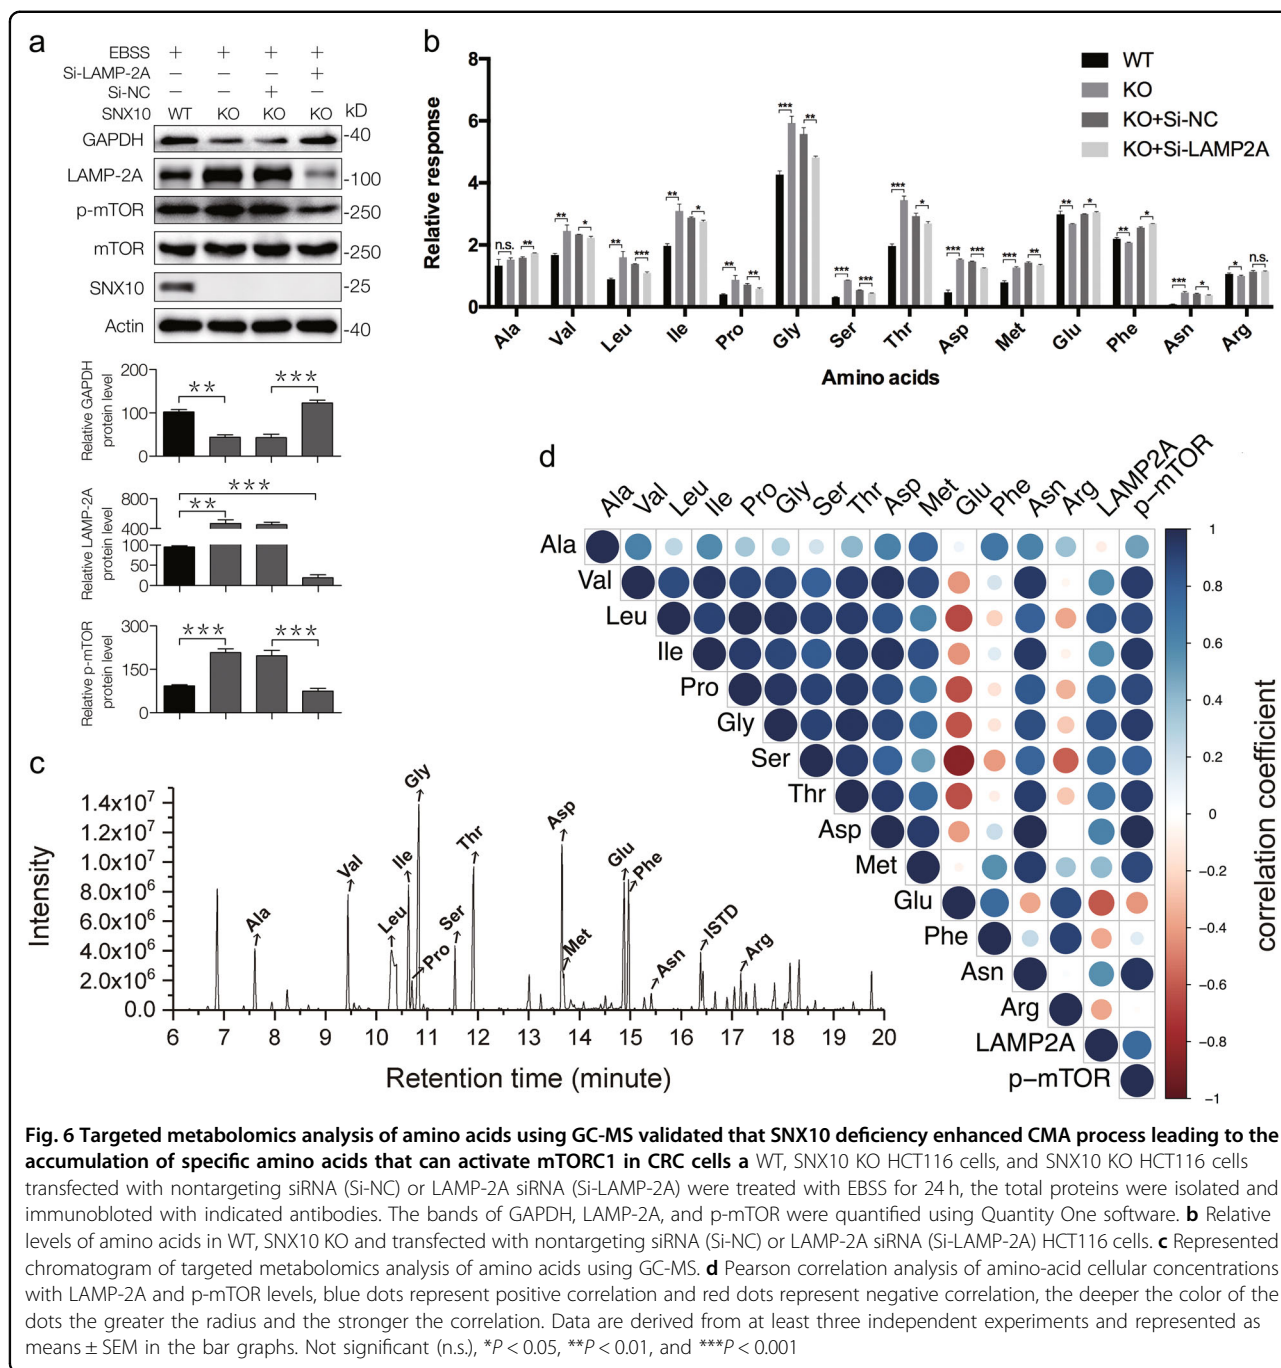 a
EBSS + + + +
Si-LAMP-2A − − − +
Si-NC − − + −
SNX10 WT KO KO KO kD
GAPDH -40
LAMP-2A -100
p-mTOR -250
mTOR -250
SNX10 -25
Actin -40
Relative GAPDH protein level
200
100
0
** ***
Relative LAMP-2A protein level
800
400
100
50
0
***
**
Relative p-mTOR protein level
300
150
0
*** ***
b
Relative response
8
6
4
2
0
WT
KO
KO+Si-NC
KO+Si-LAMP2A
n.s. ** ** * ** *** ** * ** ** *** ** *** *** *** * *** *** *** ** ** * ** * *** * * n.s.
Ala Val Leu Ile Pro Gly Ser Thr Asp Met Glu Phe Asn Arg
Amino acids
c
Intensity
1.4x10⁷
1.2x10⁷
1.0x10⁷
8.0x10⁶
6.0x10⁶
4.0x10⁶
2.0x10⁶
0.0
Ala Val Leu Ile Pro Gly Ser Thr Asp Met Glu Phe Asn ISTD Arg
6 7 8 9 10 11 12 13 14 15 16 17 18 19 20
Retention time (minute)
d
Ala Val Leu Ile Pro Gly Ser Thr Asp Met Glu Phe Asn Arg LAMP2A p−mTOR
Ala
Val
Leu
Ile
Pro
Gly
Ser
Thr
Asp
Met
Glu
Phe
Asn
Arg
LAMP2A
p−mTOR
1
0.8
0.6
0.4
0.2
0
−0.2
−0.4
−0.6
−0.8
−1
correlation coefficient
Fig. 6 Targeted metabolomics analysis of amino acids using GC-MS validated that SNX10 deficiency enhanced CMA process leading to the
accumulation of specific amino acids that can activate mTORC1 in CRC cells a WT, SNX10 KO HCT116 cells, and SNX10 KO HCT116 cells
transfected with nontargeting siRNA (Si-NC) or LAMP-2A siRNA (Si-LAMP-2A) were treated with EBSS for 24 h, the total proteins were isolated and
immunobloted with indicated antibodies. The bands of GAPDH, LAMP-2A, and p-mTOR were quantified using Quantity One software. b Relative
levels of amino acids in WT, SNX10 KO and transfected with nontargeting siRNA (Si-NC) or LAMP-2A siRNA (Si-LAMP-2A) HCT116 cells. c Represented
chromatogram of targeted metabolomics analysis of amino acids using GC-MS. d Pearson correlation analysis of amino-acid cellular concentrations
with LAMP-2A and p-mTOR levels, blue dots represent positive correlation and red dots represent negative correlation, the deeper the color of the
dots the greater the radius and the stronger the correlation. Data are derived from at least three independent experiments and represented as
means ± SEM in the bar graphs. Not significant (n.s.), *P < 0.05, **P < 0.01, and ***P < 0.001